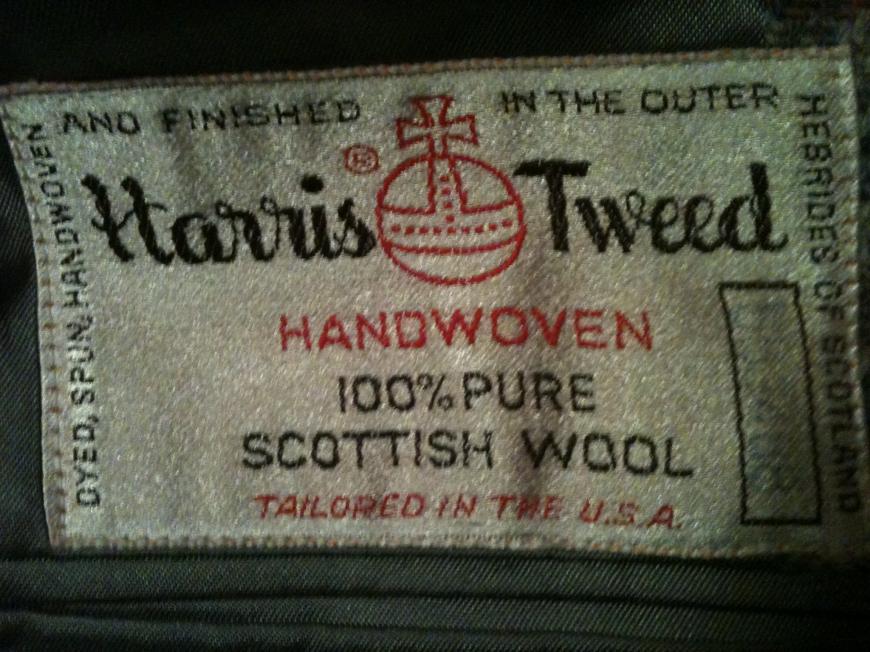 DYED, SPUN, HANDWOVEN
AND FINISHED IN THE OUTER
HEBRIDES OF SCOTLAND
®
Harris Tweed
HANDWOVEN
100% PURE
SCOTTISH WOOL
TAILORED IN THE U.S.A.